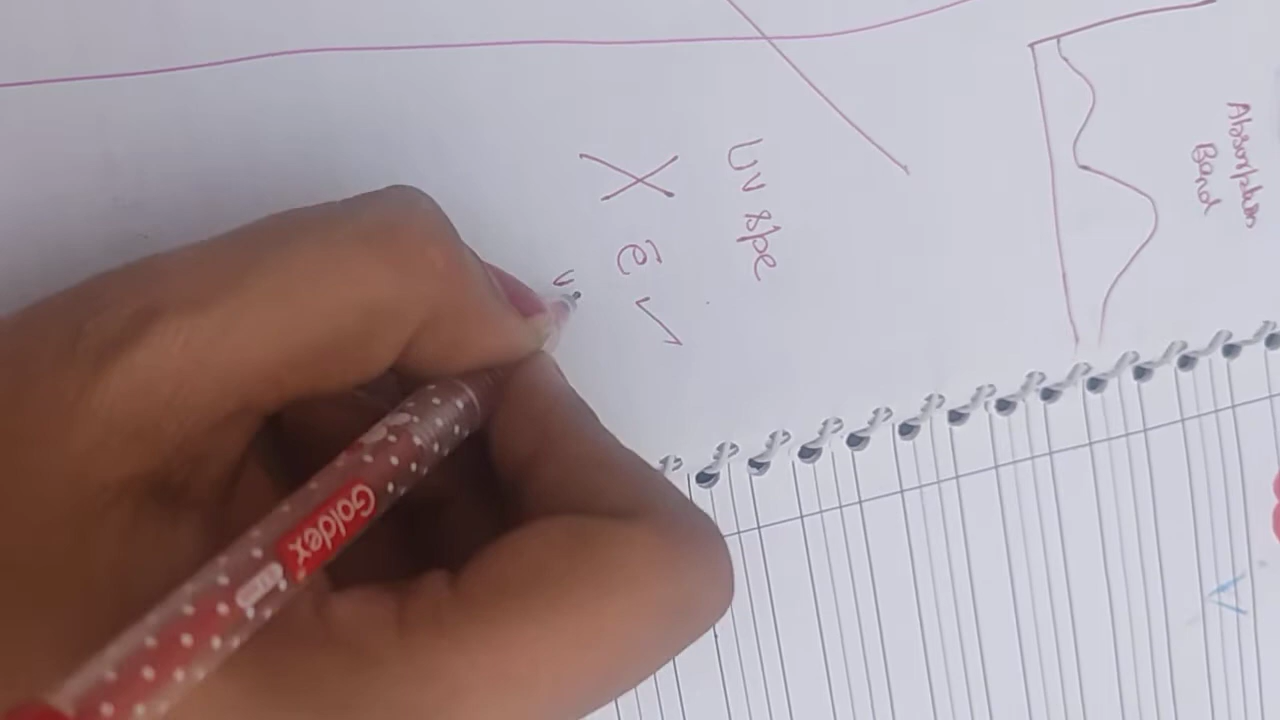 Absorption
Band
UV spe
X ē ✓
v
Goldex
A